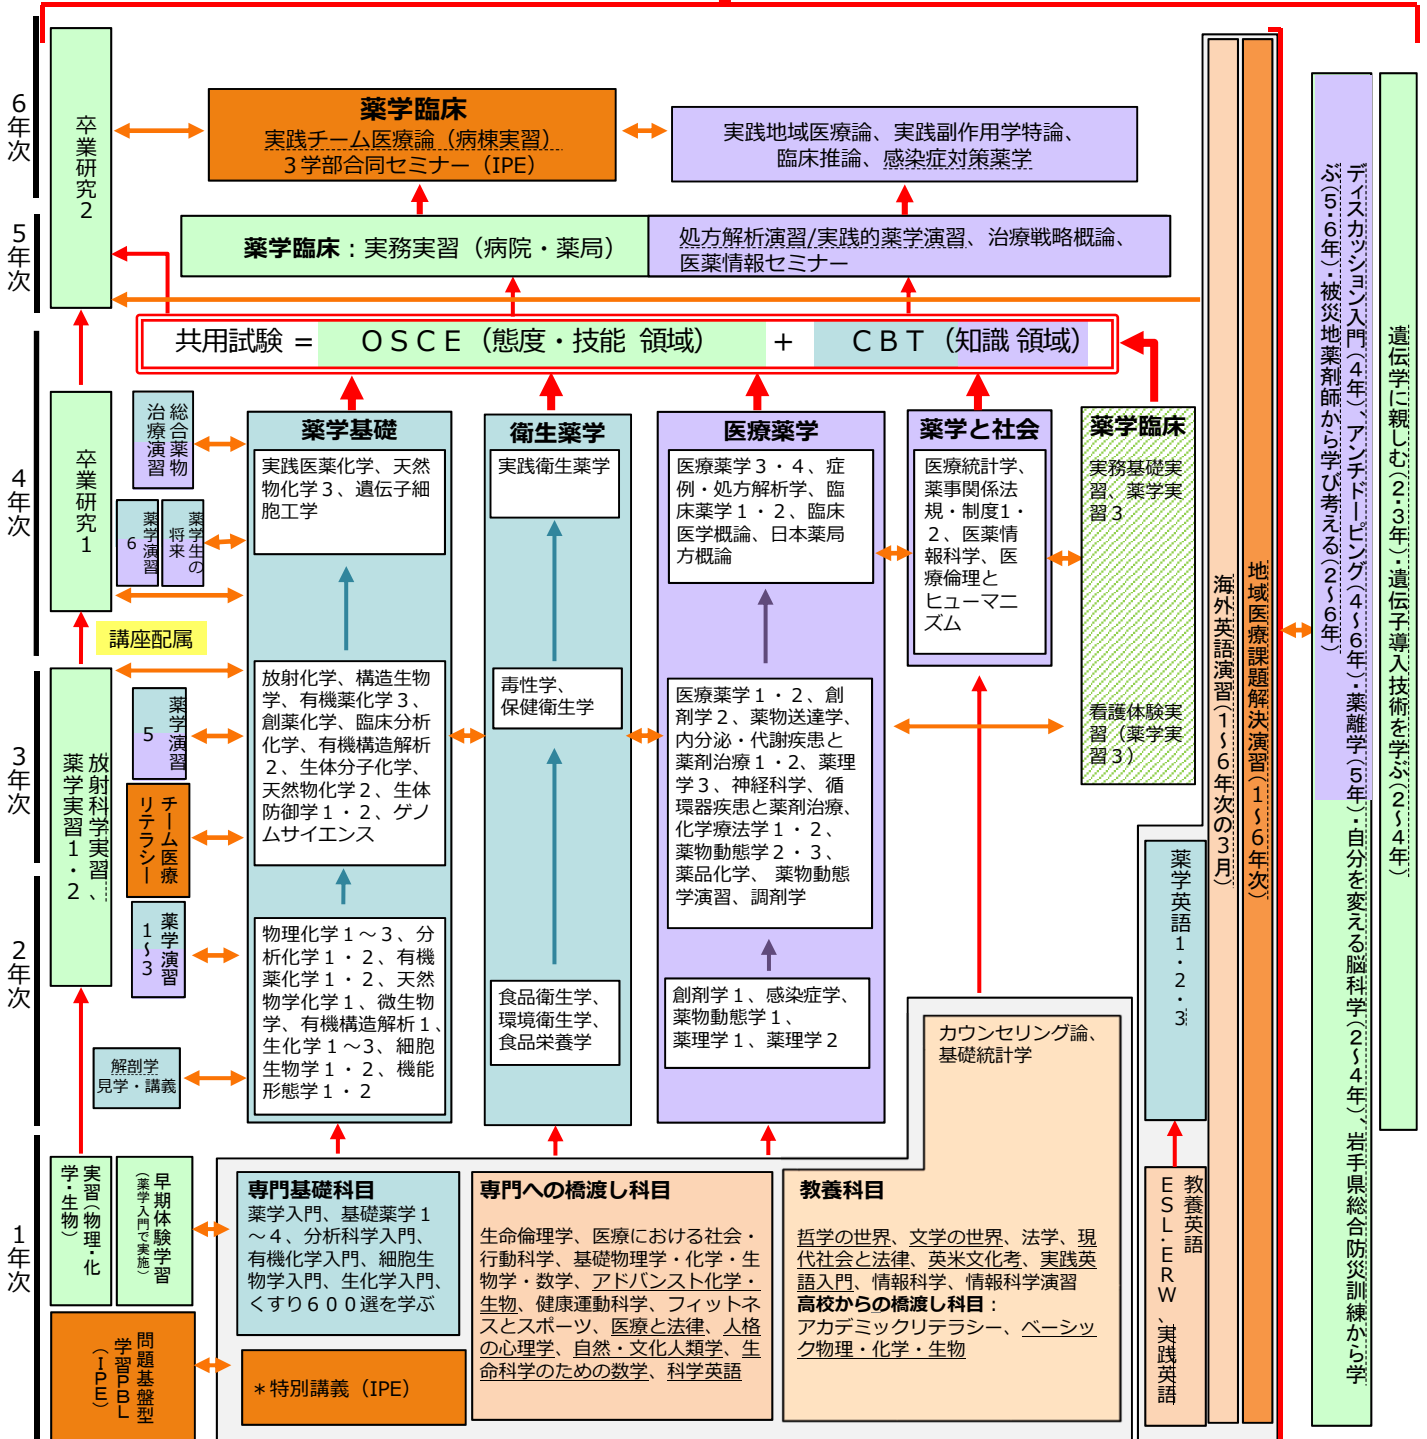 6年次
卒業研究2
薬学臨床
実践チーム医療論（病棟実習）
３学部合同セミナー（IPE）
実践地域医療論、実践副作用学特論、
臨床推論、感染症対策薬学
5年次
薬学臨床：実務実習（病院・薬局）
処方解析演習/実践的薬学演習、治療戦略概論、
医薬情報セミナー
共用試験 = ＯＳＣＥ（態度・技能 領域） + ＣＢＴ（知識 領域）
4年次
卒業研究1
総合薬物
治療演習
薬学演習
6
薬学生の
将来
講座配属
薬学基礎
実践医薬化学、天然
物化学３、遺伝子細
胞工学
衛生薬学
実践衛生薬学
医療薬学
医療薬学３・４、症
例・処方解析学、臨
床薬学１・２、臨床
医学概論、日本薬局
方概論
薬学と社会
医療統計学、
薬事関係法
規・制度1・
2、医薬情
報科学、医
療倫理と
ヒューマニ
ズム
薬学臨床
実務基礎実
習、薬学実
習３
看護体験実
習（薬学実
習３）
3年次
放射科学実習、
薬学実習１・２
薬学演習
5
チーム医療
リテラシー
放射化学、構造生物
学、有機薬化学３、
創薬化学、臨床分析
化学、有機構造解析
２、生体分子化学、
天然物化学２、生体
防御学１・２、ゲノ
ムサイエンス
毒性学、
保健衛生学
医療薬学１・２、創
剤学２、薬物送達学、
内分泌・代謝疾患と
薬剤治療１・２、薬理
学３、神経科学、循
環器疾患と薬剤治療、
化学療法学１・２、
薬物動態学２・３、
薬品化学、 薬物動態
学演習、調剤学
2年次
薬学演習
1～3
解剖学
見学・講義
物理化学１～３、分
析化学１・２、有機
薬化学１・２、天然
物学化学１、微生物
学、有機構造解析１、
生化学１～３、細胞
生物学１・２、機能
形態学１・２
食品衛生学、
環境衛生学、
食品栄養学
創剤学１、感染症学、
薬物動態学１、
薬理学１、薬理学２
カウンセリング論、
基礎統計学
薬学英語1・2・3
1年次
実習（物理・化
学・生物）
早期体験学習
（薬学入門で実施）
問題基盤型
学習ＰＢＬ
（ＩＰＥ）
専門基礎科目
薬学入門、基礎薬学１
～４、分析科学入門、
有機化学入門、細胞生
物学入門、生化学入門、
くすり６００選を学ぶ
＊特別講義（IPE）
専門への橋渡し科目
生命倫理学、医療における社会・
行動科学、基礎物理学・化学・生
物学・数学、アドバンスト化学・
生物、健康運動科学、フィットネ
スとスポーツ、医療と法律、人格
の心理学、自然・文化人類学、生
命科学のための数学、科学英語
教養科目
哲学の世界、文学の世界、法学、現
代社会と法律、英米文化考、実践英
語入門、情報科学、情報科学演習
高校からの橋渡し科目：
アカデミックリテラシー、ベーシッ
ク物理・化学・生物
教養英語
ＥＳＬ・ＥＲＷ、実践英語
海外英語演習（１～６年次の３月）
地域医療課題解決演習（１～６年次）
ディスカッション入門（４年）、アンチドーピング（４～６年）・薬離学（５年）・自分を変える脳科学（２～４年）、岩手県総合防災訓練から学
ぶ（５・６年）・被災地薬剤師から学び考える（２～６年）
遺伝学に親しむ（２・３年）・遺伝子導入技術を学ぶ（２～４年）